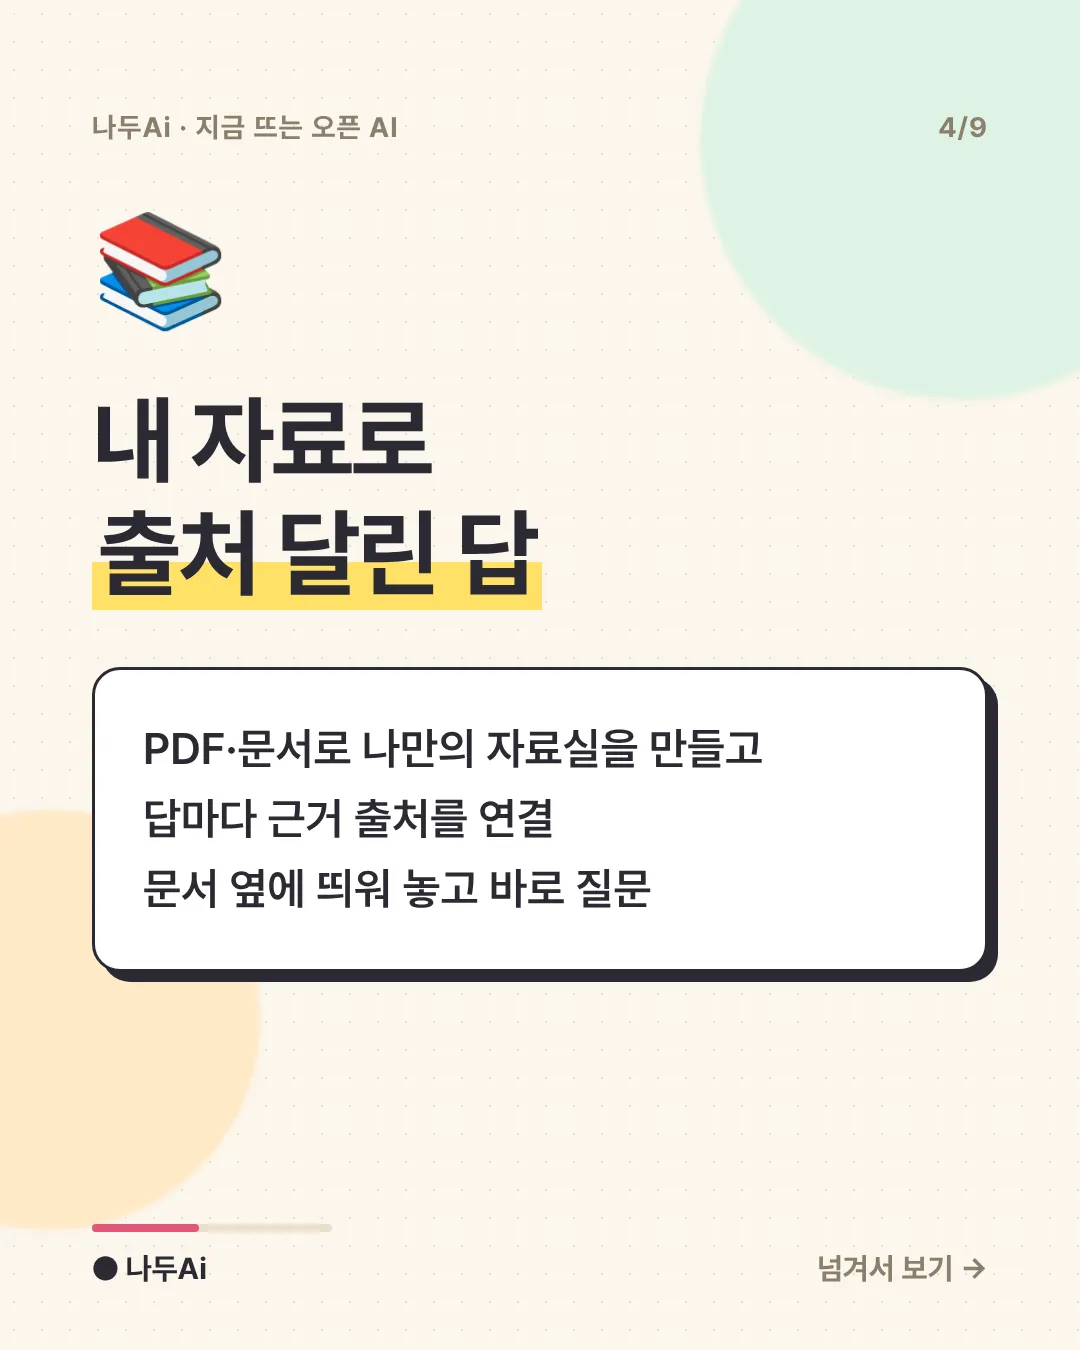 나두Ai · 지금 뜨는 오픈 AI
4/9
내 자료로
출처 달린 답
PDF·문서로 나만의 자료실을 만들고
답마다 근거 출처를 연결
문서 옆에 띄워 놓고 바로 질문
나두Ai
넘겨서 보기 →